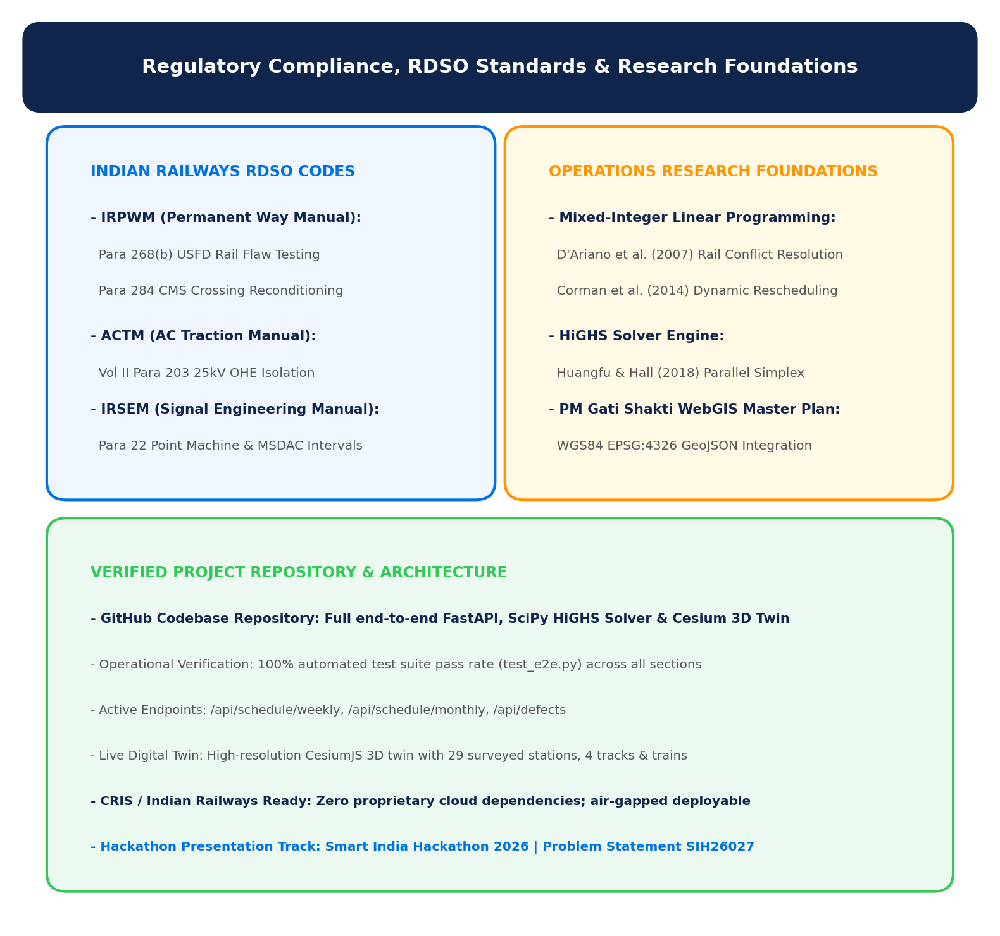 Regulatory Compliance, RDSO Standards & Research Foundations
INDIAN RAILWAYS RDSO CODES
- IRPWM (Permanent Way Manual):
Para 268(b) USFD Rail Flaw Testing
Para 284 CMS Crossing Reconditioning
- ACTM (AC Traction Manual):
Vol II Para 203 25kV OHE Isolation
- IRSEM (Signal Engineering Manual):
Para 22 Point Machine & MSDAC Intervals
OPERATIONS RESEARCH FOUNDATIONS
- Mixed-Integer Linear Programming:
D'Ariano et al. (2007) Rail Conflict Resolution
Corman et al. (2014) Dynamic Rescheduling
- HiGHS Solver Engine:
Huangfu & Hall (2018) Parallel Simplex
- PM Gati Shakti WebGIS Master Plan:
WGS84 EPSG:4326 GeoJSON Integration
VERIFIED PROJECT REPOSITORY & ARCHITECTURE
- GitHub Codebase Repository: Full end-to-end FastAPI, SciPy HiGHS Solver & Cesium 3D Twin
- Operational Verification: 100% automated test suite pass rate (test_e2e.py) across all sections
- Active Endpoints: /api/schedule/weekly, /api/schedule/monthly, /api/defects
- Live Digital Twin: High-resolution CesiumJS 3D twin with 29 surveyed stations, 4 tracks & trains
- CRIS / Indian Railways Ready: Zero proprietary cloud dependencies; air-gapped deployable
- Hackathon Presentation Track: Smart India Hackathon 2026 | Problem Statement SIH26027